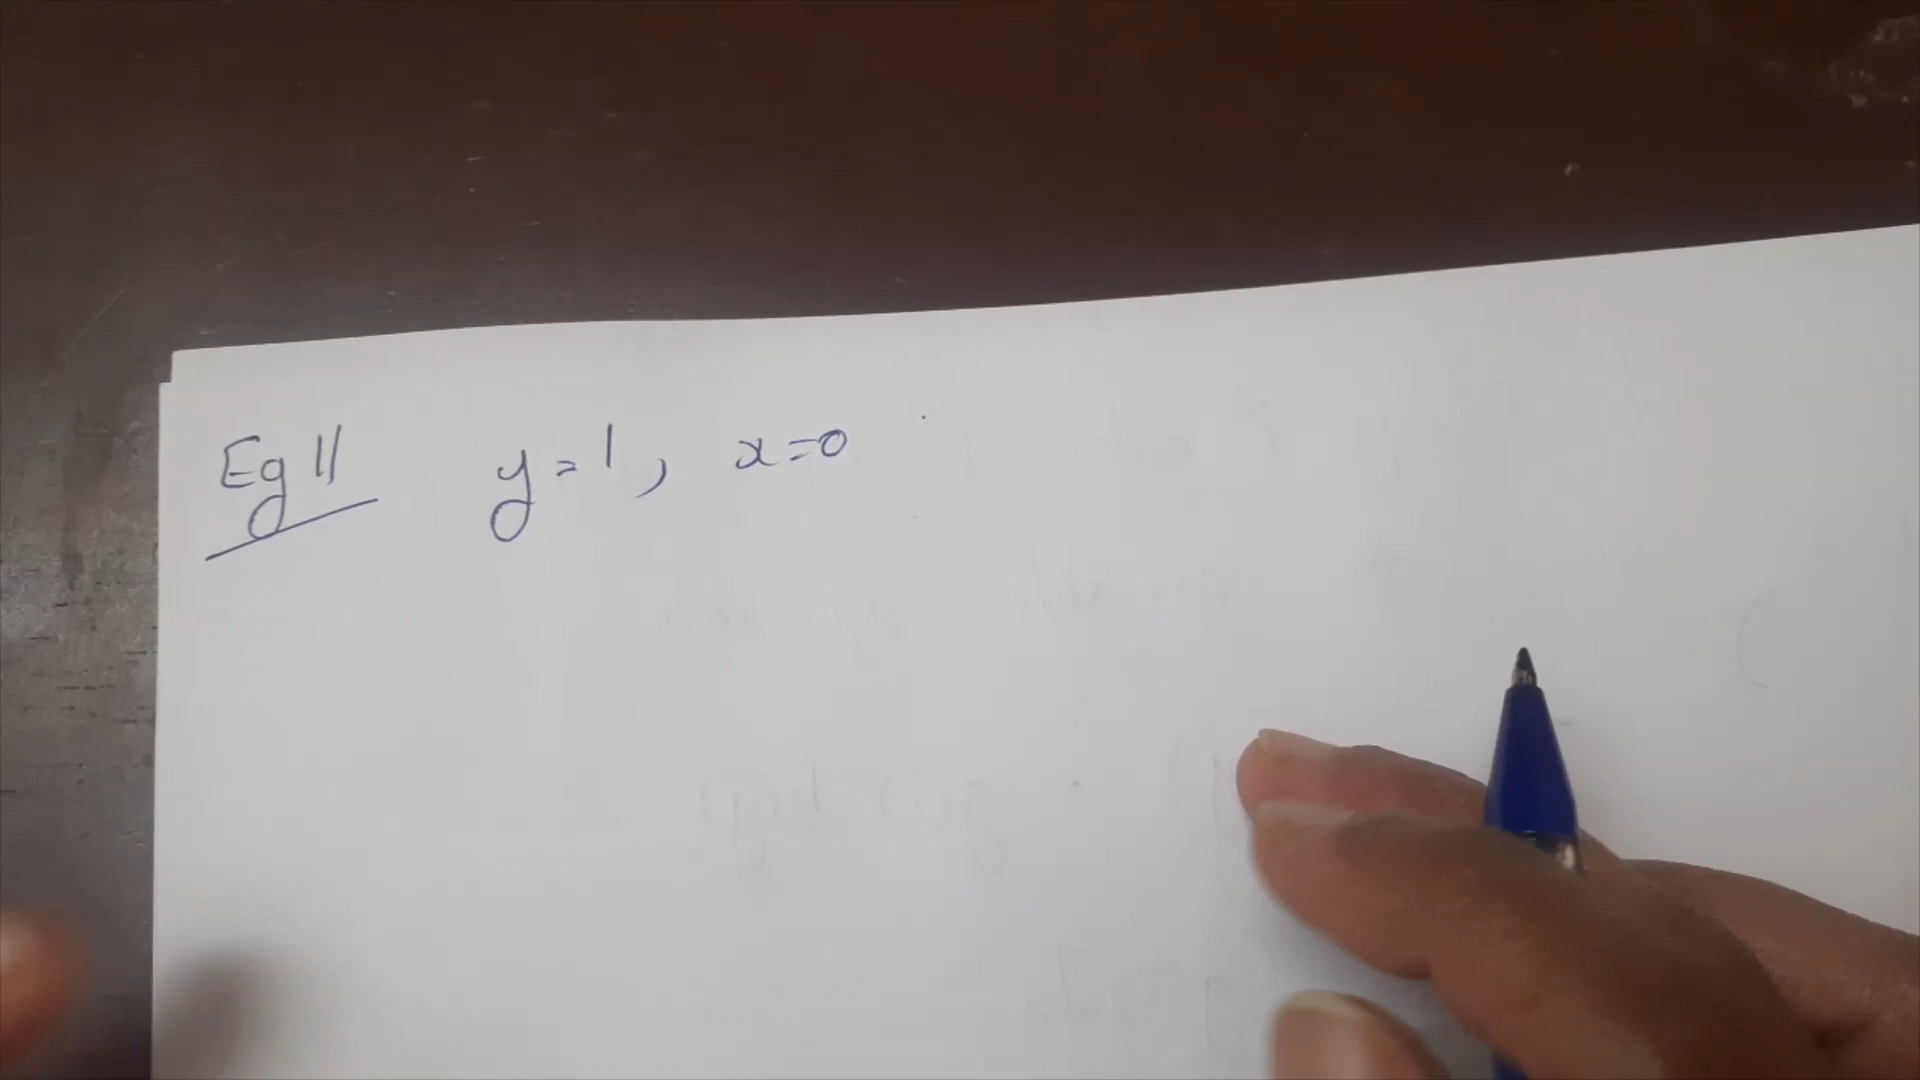 Eg 11 y = 1, x = 0